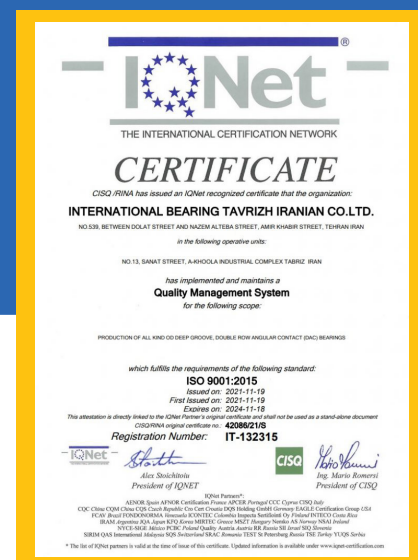 IQNet
®
THE INTERNATIONAL CERTIFICATION NETWORK
CERTIFICATE
CISQ /RINA has issued an IQNet recognized certificate that the organization:
INTERNATIONAL BEARING TAVRIZH IRANIAN CO.LTD.
NO.539, BETWEEN DOLAT STREET AND NAZEM ALTEBA STREET, AMIR KHABIR STREET, TEHRAN IRAN
in the following operative units:
NO.13, SANAT STREET, A-KHOOLA INDUSTRIAL COMPLEX TABRIZ IRAN
has implemented and maintains a
Quality Management System
for the following scope:
PRODUCTION OF ALL KIND OD DEEP GROOVE, DOUBLE ROW ANGULAR CONTACT (DAC) BEARINGS
which fulfills the requirements of the following standard:
ISO 9001:2015
Issued on: 2021-11-19
First Issued on: 2021-11-19
Expires on: 2024-11-18
This attestation is directly linked to the IQNet Partner's original certificate and shall not be used as a stand-alone document
CISQ/RINA original certificate no.: 42086/21/S
Registration Number: IT-132315
IQNet
CISQ
Alex Stoichitoiu
President of IQNET
Ing. Mario Romersi
President of CISQ
IQNet Partners*:
AENOR Spain AFNOR Certification France APCER Portugal CCC Cyprus CISQ Italy
CQC China CQM China CQS Czech Republic Cro Cert Croatia DQS Holding GmbH Germany EAGLE Certification Group USA
FCAV Brazil FONDONORMA Venezuela ICONTEC Colombia Inspecta Sertifiointi Oy Finland INTECO Costa Rica
IRAM Argentina JQA Japan KFQ Korea MIRTEC Greece MSZT Hungary Nemko AS Norway NSAI Ireland
NYCE-SIGE México PCBC Poland Quality Austria Austria RR Russia SII Israel SIQ Slovenia
SIRIM QAS International Malaysia SQS Switzerland SRAC Romania TEST St Petersburg Russia TSE Turkey YUQS Serbia
* The list of IQNet partners is valid at the time of issue of this certificate. Updated information is available under www.iqnet-certification.com